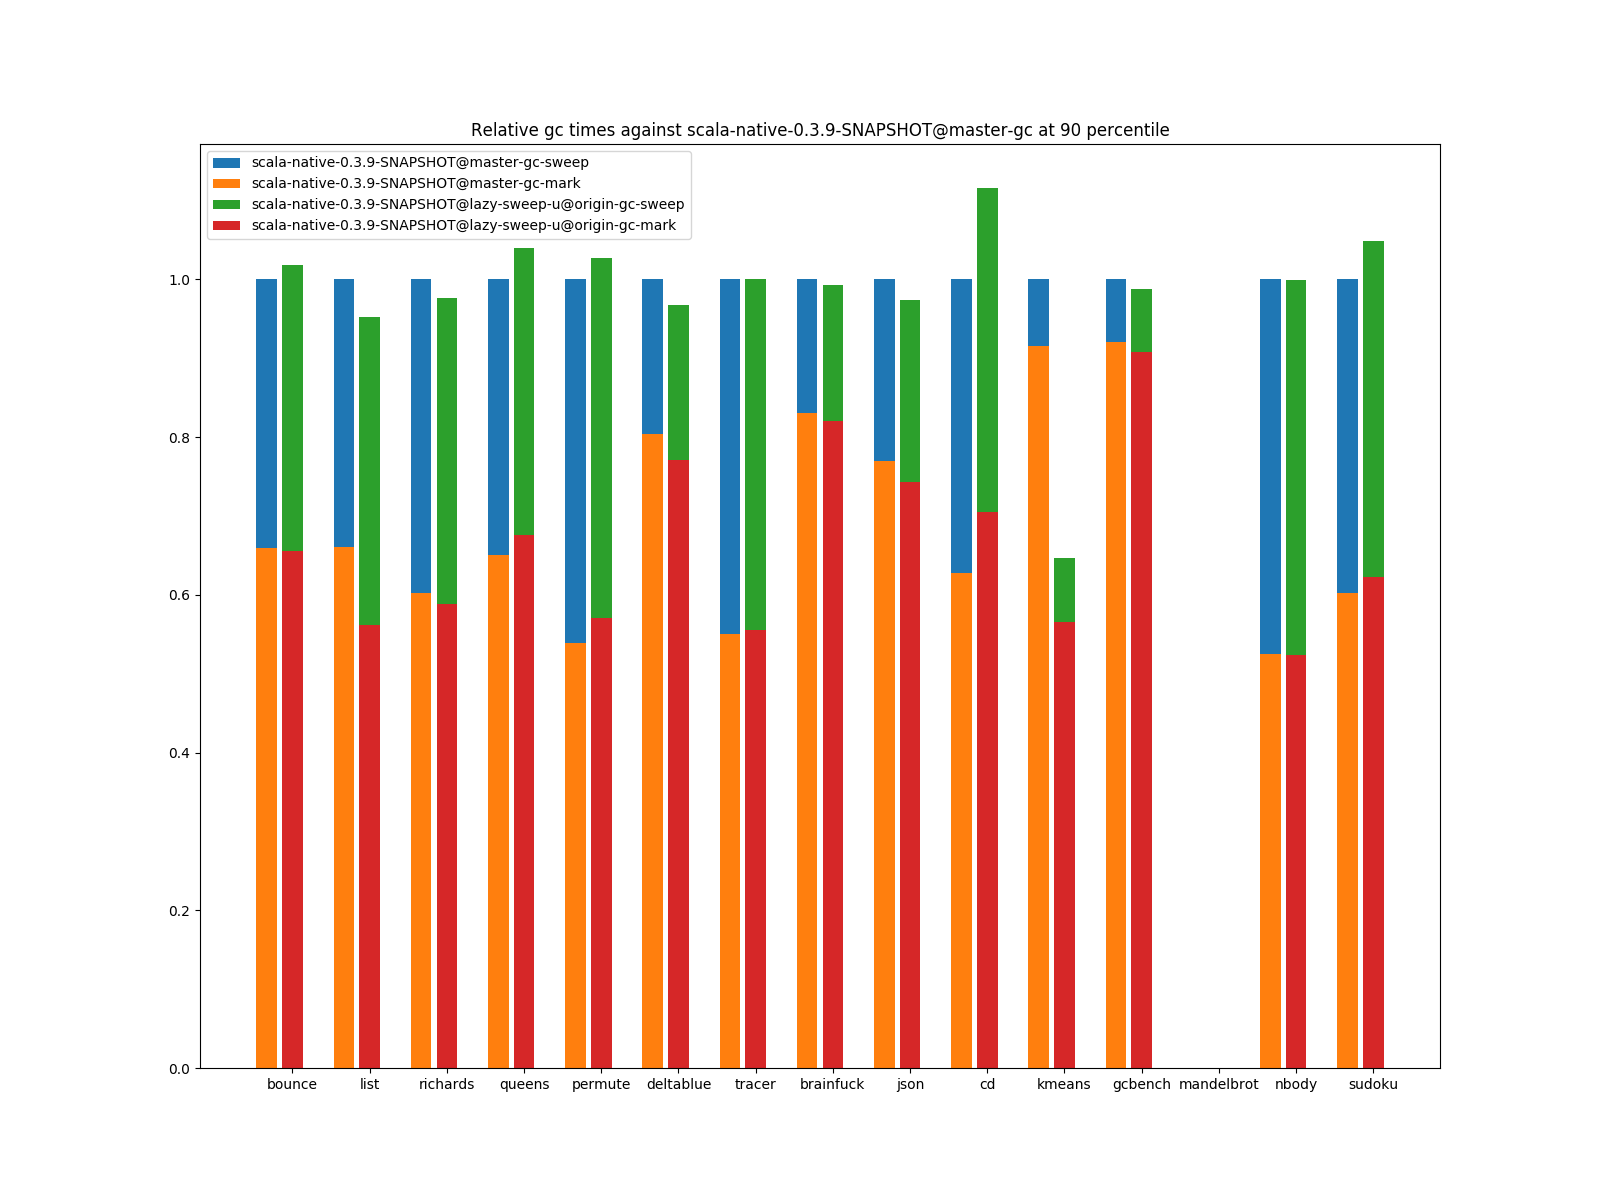 Relative gc times against scala-native-0.3.9-SNAPSHOT@master-gc at 90 percentile
scala-native-0.3.9-SNAPSHOT@master-gc-sweep
scala-native-0.3.9-SNAPSHOT@master-gc-mark
scala-native-0.3.9-SNAPSHOT@lazy-sweep-u@origin-gc-sweep
scala-native-0.3.9-SNAPSHOT@lazy-sweep-u@origin-gc-mark
1.0
0.8
0.6
0.4
0.2
0.0
bounce list richards queens permute deltablue tracer brainfuck json cd kmeans gcbench mandelbrot nbody sudoku